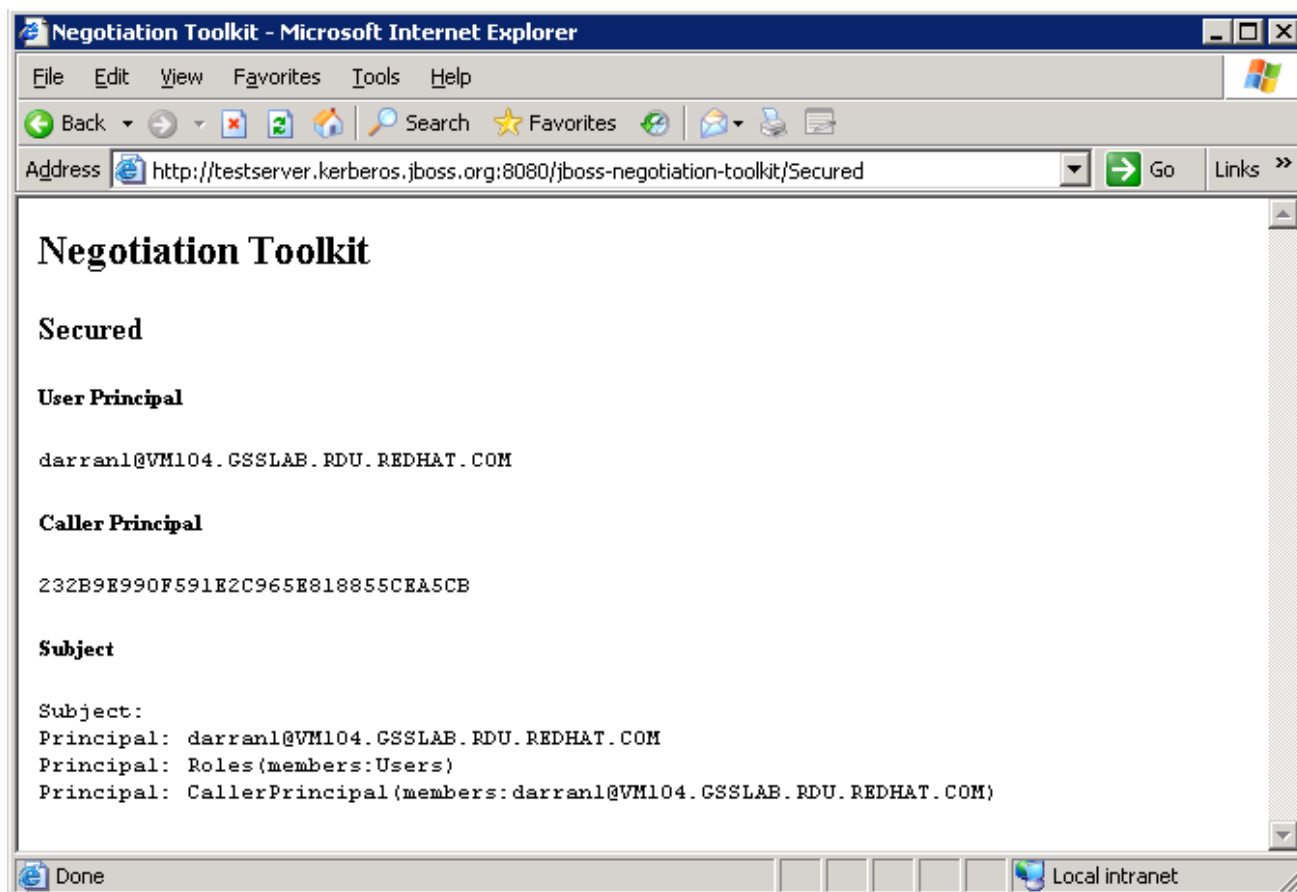 Negotiation Toolkit - Microsoft Internet Explorer
File Edit View Favorites Tools Help
Back Search Favorites
Address http://testserver.kerberos.jboss.org:8080/jboss-negotiation-toolkit/Secured Go Links »
Negotiation Toolkit
Secured
User Principal
darran1@VM104.GSSLAB.RDU.REDHAT.COM
Caller Principal
232B9E990F591E2C965E818855CEA5CB
Subject
Subject:
Principal: darran1@VM104.GSSLAB.RDU.REDHAT.COM
Principal: Roles(members:Users)
Principal: CallerPrincipal(members:darran1@VM104.GSSLAB.RDU.REDHAT.COM)
Done Local intranet